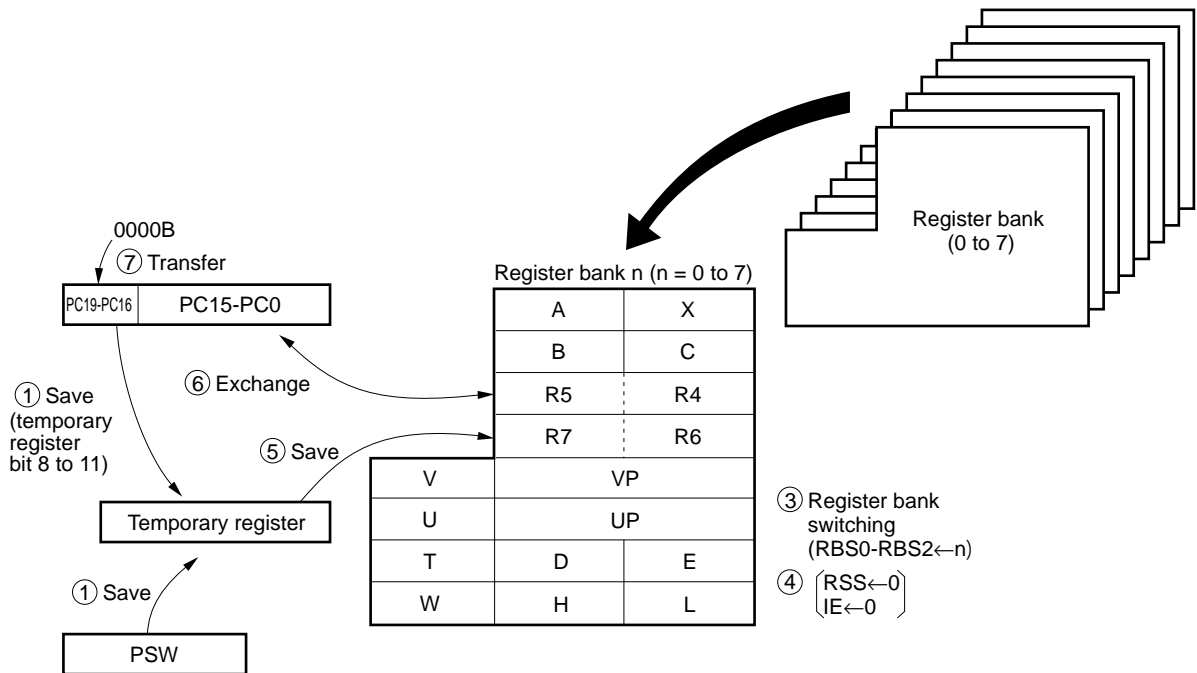 Register bank
(0 to 7)
0000B
⑦ Transfer
PC19-PC16
PC15-PC0
Register bank n (n = 0 to 7)
A
X
B
C
⑥ Exchange
R5
R4
R7
R6
① Save
(temporary
register
bit 8 to 11)
⑤ Save
V
VP
U
UP
T
D
E
W
H
L
③ Register bank
switching
(RBS0-RBS2←n)
④ RSS←0
IE←0
Temporary register
① Save
PSW